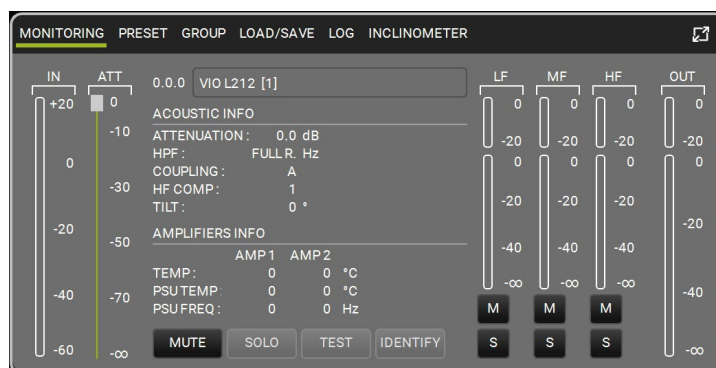 MONITORING PRESET GROUP LOAD/SAVE LOG INCLINOMETER
IN ATT 0.0.0 VIO L212 [1] LF MF HF OUT
+20 0 0 0 0 0
ACOUSTIC INFO
-10 ATTENUATION : 0.0 dB -20 -20 -20 -20
HPF : FULL R. Hz
0 COUPLING : A 0 0 0 0
-30 HF COMP : 1 -20 -20 -20
TILT : 0 °
-20 AMPLIFIERS INFO -20
-50 AMP 1 AMP 2 -40 -40 -40
TEMP : 0 0 °C
PSU TEMP : 0 0 °C -∞ -∞ -∞
-40 -70 PSU FREQ : 0 0 Hz M M M -40
-60 -∞ MUTE SOLO TEST IDENTIFY S S S -∞